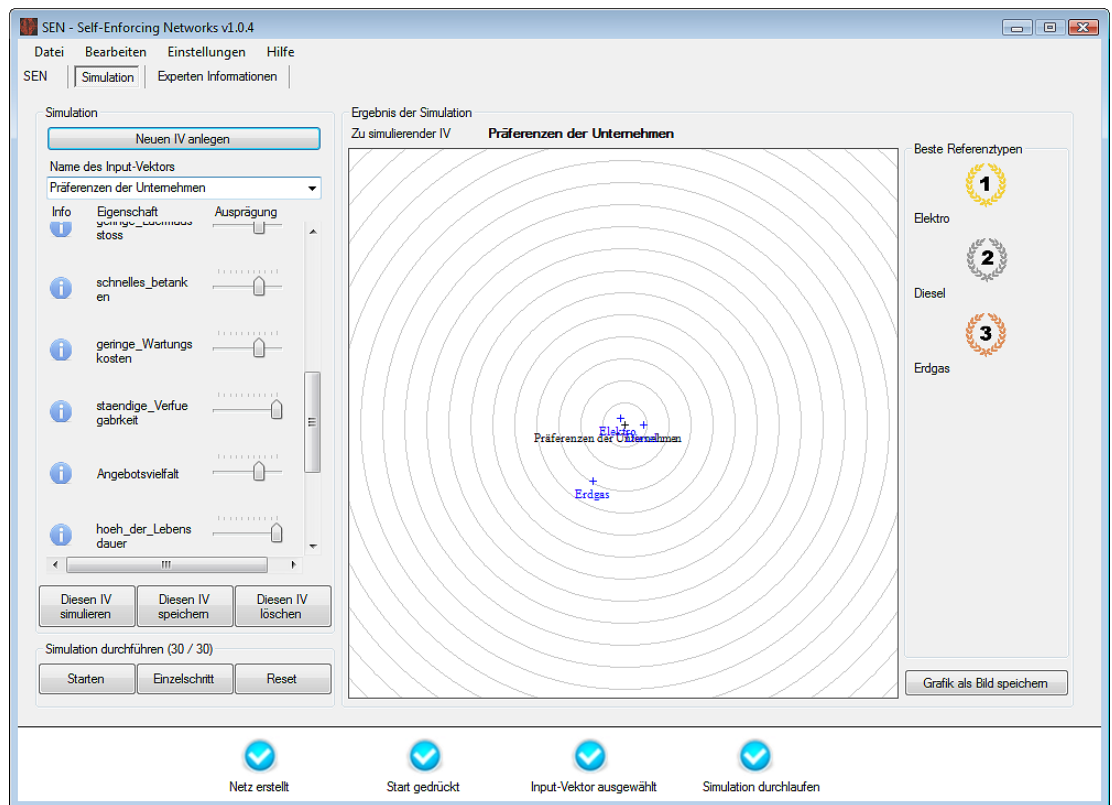 SEN - Self-Enforcing Networks v1.0.4
Datei Bearbeiten Einstellungen Hilfe
SEN Simulation Experten Informationen
Simulation
Neuen IV anlegen
Name des Input-Vektors
Präferenzen der Unternehmen
Info Eigenschaft Ausprägung
stoss
schnelles_betank
en
geringe_Wartungs
kosten
staendige_Verfue
gabrkeit
Angebotsvielfalt
hoeh_der_Lebens
dauer
Diesen IV
simulieren
Diesen IV
speichern
Diesen IV
löschen
Simulation durchführen (30 / 30)
Starten Einzelschritt Reset
Ergebnis der Simulation
Zu simulierender IV Präferenzen der Unternehmen
Elektro
Präferenzen der Unternehmen
Erdgas
Beste Referenztypen
1
Elektro
2
Diesel
3
Erdgas
Grafik als Bild speichern
Netz erstellt Start gedrückt Input-Vektor ausgewählt Simulation durchlaufen